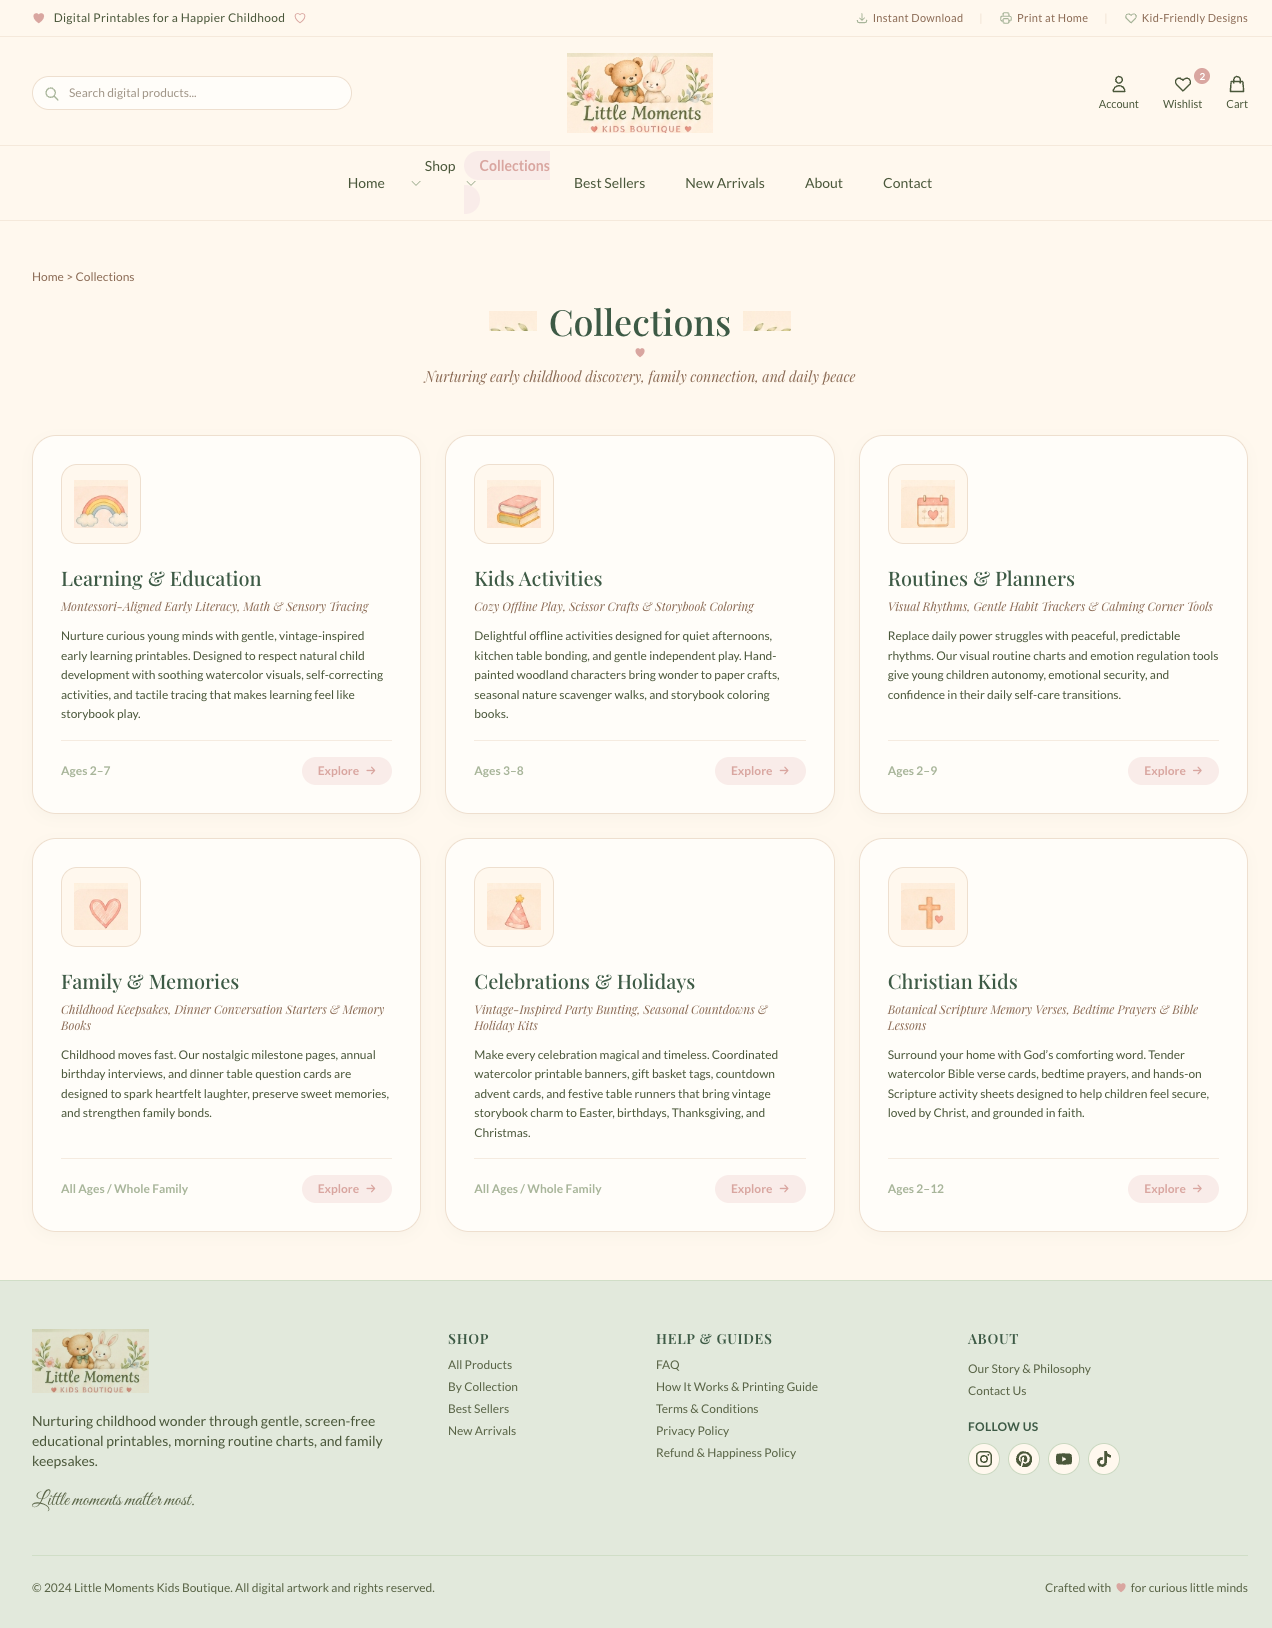 Digital Printables for a Happier Childhood
Instant Download
Print at Home
Kid-Friendly Designs
Search digital products...
Little Moments
KIDS BOUTIQUE
Account
Wishlist
2
Cart
Home
Shop
Collections
Best Sellers
New Arrivals
About
Contact
Home > Collections
Collections
Nurturing early childhood discovery, family connection, and daily peace
Learning & Education
Montessori-Aligned Early Literacy, Math & Sensory Tracing
Nurture curious young minds with gentle, vintage-inspired
early learning printables. Designed to respect natural child
development with soothing watercolor visuals, self-correcting
activities, and tactile tracing that makes learning feel like
storybook play.
Ages 2–7
Explore →
Kids Activities
Cozy Offline Play, Scissor Crafts & Storybook Coloring
Delightful offline activities designed for quiet afternoons,
kitchen table bonding, and gentle independent play. Hand-
painted woodland characters bring wonder to paper crafts,
seasonal nature scavenger walks, and storybook coloring
books.
Ages 3–8
Explore →
Routines & Planners
Visual Rhythms, Gentle Habit Trackers & Calming Corner Tools
Replace daily power struggles with peaceful, predictable
rhythms. Our visual routine charts and emotion regulation tools
give young children autonomy, emotional security, and
confidence in their daily self-care transitions.
Ages 2–9
Explore →
Family & Memories
Childhood Keepsakes, Dinner Conversation Starters & Memory
Books
Childhood moves fast. Our nostalgic milestone pages, annual
birthday interviews, and dinner table question cards are
designed to spark heartfelt laughter, preserve sweet memories,
and strengthen family bonds.
All Ages / Whole Family
Explore →
Celebrations & Holidays
Vintage-Inspired Party Bunting, Seasonal Countdowns &
Holiday Kits
Make every celebration magical and timeless. Coordinated
watercolor printable banners, gift basket tags, countdown
advent cards, and festive table runners that bring vintage
storybook charm to Easter, birthdays, Thanksgiving, and
Christmas.
All Ages / Whole Family
Explore →
Christian Kids
Botanical Scripture Memory Verses, Bedtime Prayers & Bible
Lessons
Surround your home with God's comforting word. Tender
watercolor Bible verse cards, bedtime prayers, and hands-on
Scripture activity sheets designed to help children feel secure,
loved by Christ, and grounded in faith.
Ages 2–12
Explore →
Little Moments
KIDS BOUTIQUE
Nurturing childhood wonder through gentle, screen-free
educational printables, morning routine charts, and family
keepsakes.
Little moments matter most.
SHOP
All Products
By Collection
Best Sellers
New Arrivals
HELP & GUIDES
FAQ
How It Works & Printing Guide
Terms & Conditions
Privacy Policy
Refund & Happiness Policy
ABOUT
Our Story & Philosophy
Contact Us
FOLLOW US
© 2024 Little Moments Kids Boutique. All digital artwork and rights reserved.
Crafted with ♥ for curious little minds